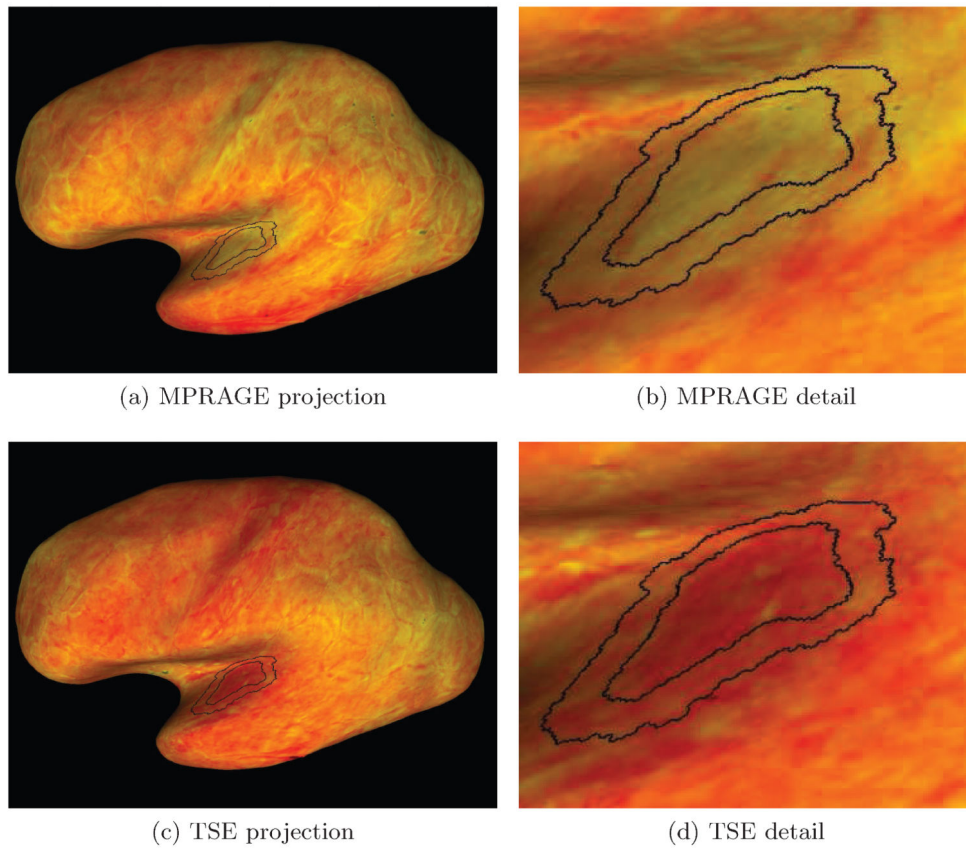 (a) MPRAGE projection
(b) MPRAGE detail
(c) TSE projection
(d) TSE detail